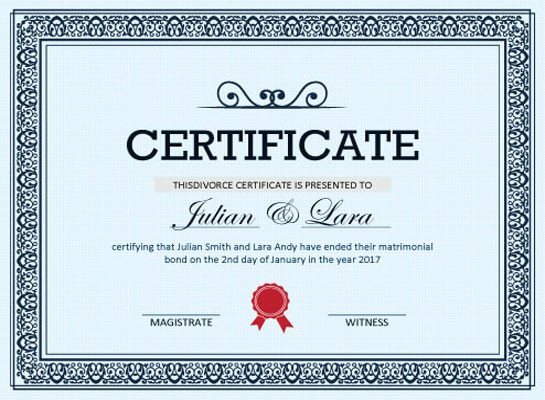 CERTIFICATE
THISDIVORCE CERTIFICATE IS PRESENTED TO
Julian & Lara
certifying that Julian Smith and Lara Andy have ended their matrimonial
bond on the 2nd day of January in the year 2017
MAGISTRATE
WITNESS